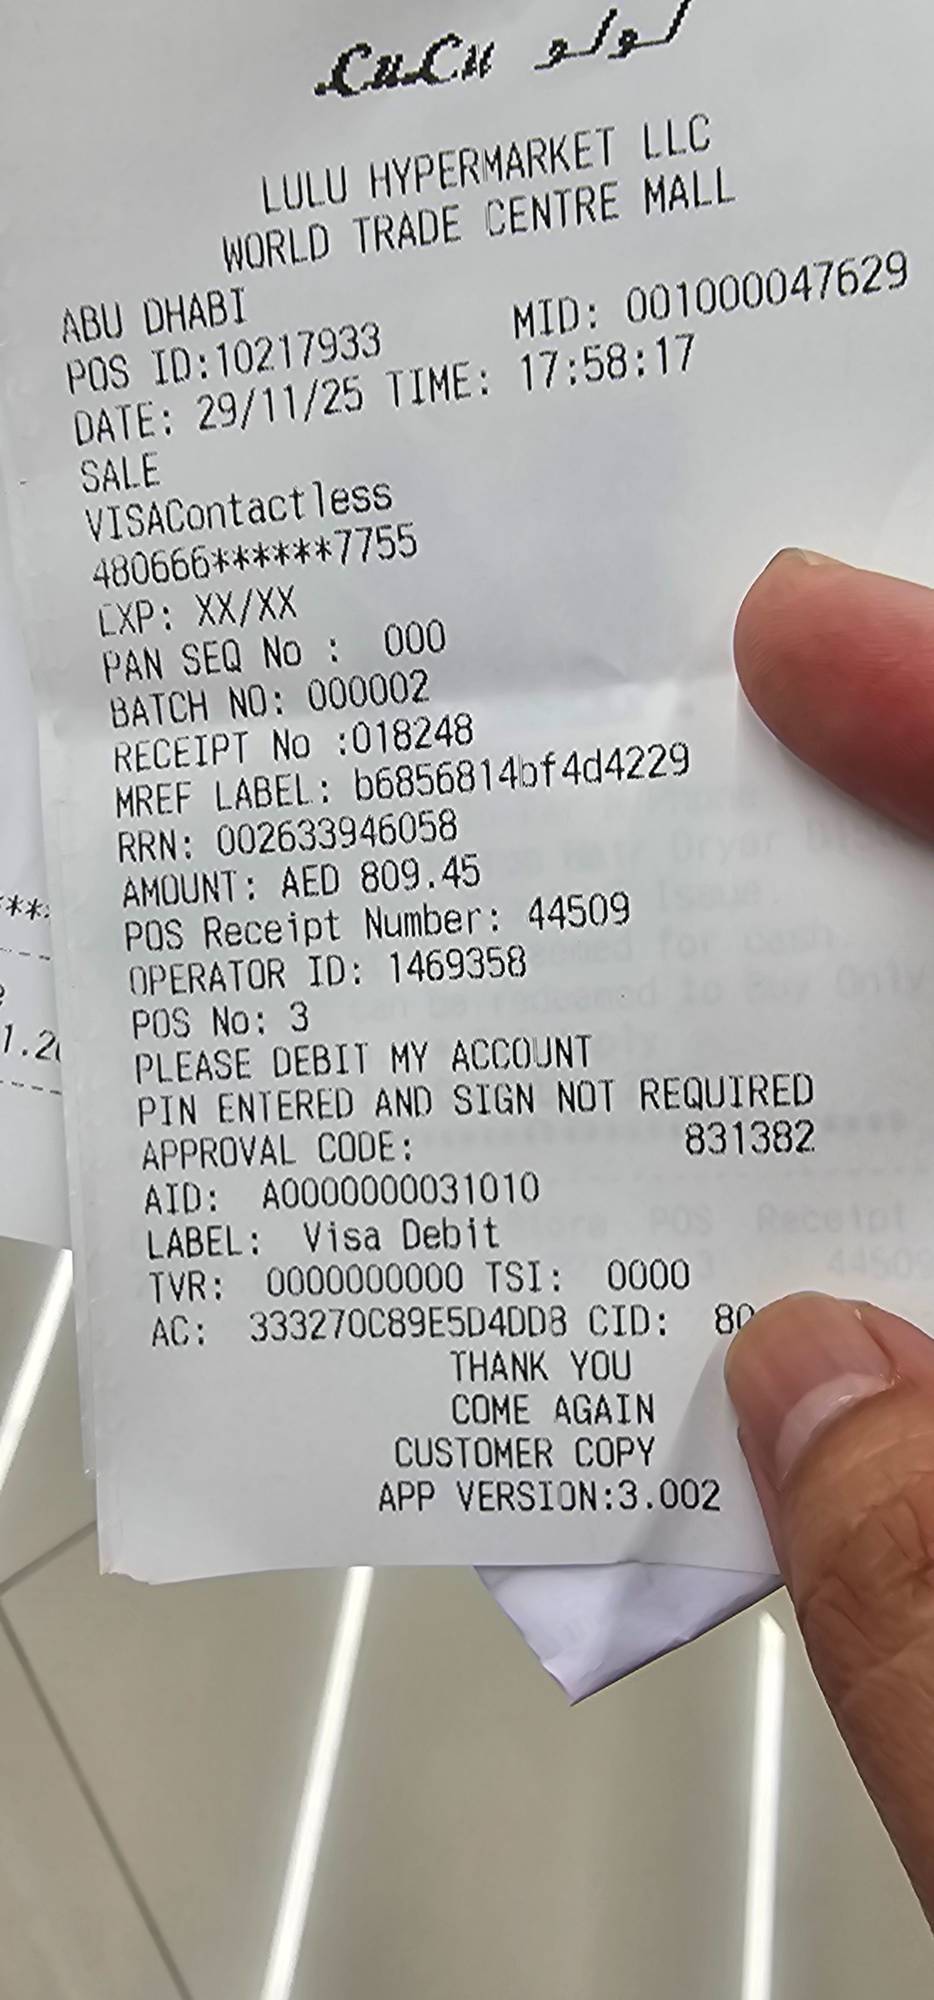 LuLu لولو
LULU HYPERMARKET LLC
WORLD TRADE CENTRE MALL
ABU DHABI
POS ID:10217933 MID: 001000047629
DATE: 29/11/25 TIME: 17:58:17
SALE
VISAContactless
480666******7755
EXP: XX/XX
PAN SEQ No : 000
BATCH NO: 000002
RECEIPT No :018248
MREF LABEL: b6856814bf4d4229
RRN: 002633946058
AMOUNT: AED 809.45
POS Receipt Number: 44509
OPERATOR ID: 1469358
POS No: 3
PLEASE DEBIT MY ACCOUNT
PIN ENTERED AND SIGN NOT REQUIRED
APPROVAL CODE: 831382
AID: A0000000031010
LABEL: Visa Debit
TVR: 0000000000 TSI: 0000
AC: 333270C89E5D4DD8 CID: 80
THANK YOU
COME AGAIN
CUSTOMER COPY
APP VERSION:3.002